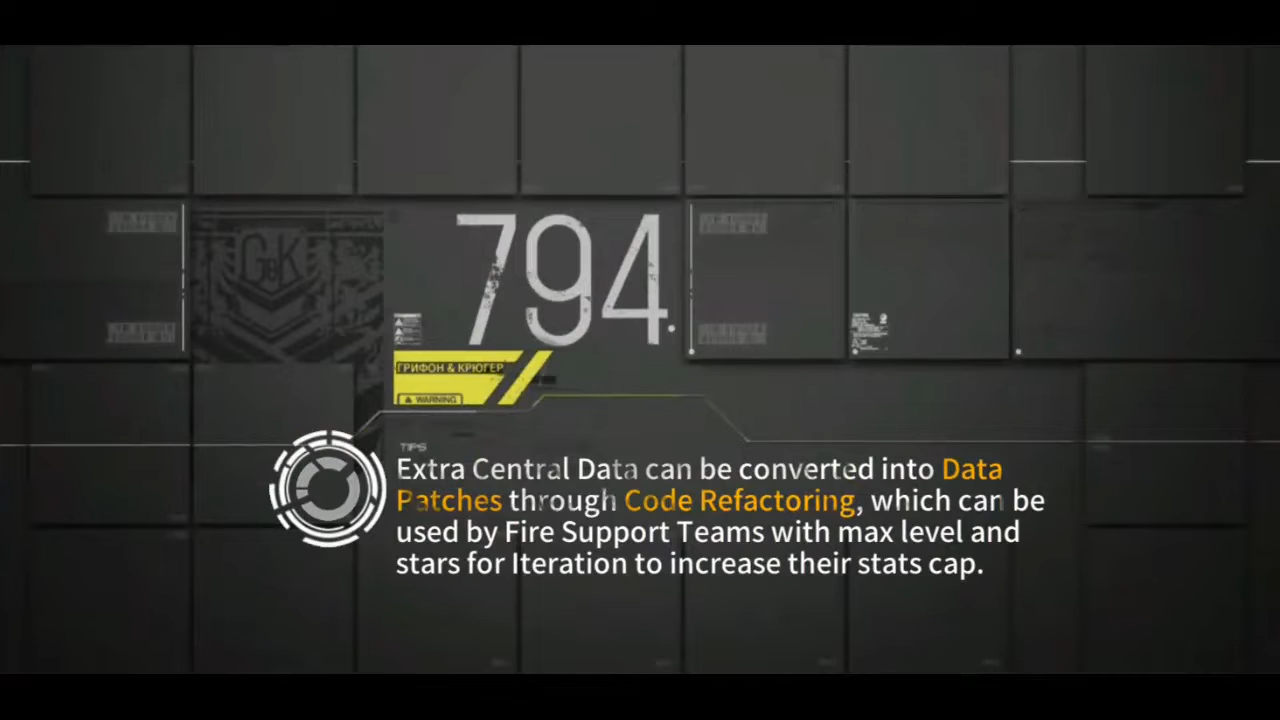 G&K
794.
ГРИФОН & КРЮГЕР
WARNING
TIPS
Extra Central Data can be converted into Data
Patches through Code Refactoring, which can be
used by Fire Support Teams with max level and
stars for Iteration to increase their stats cap.